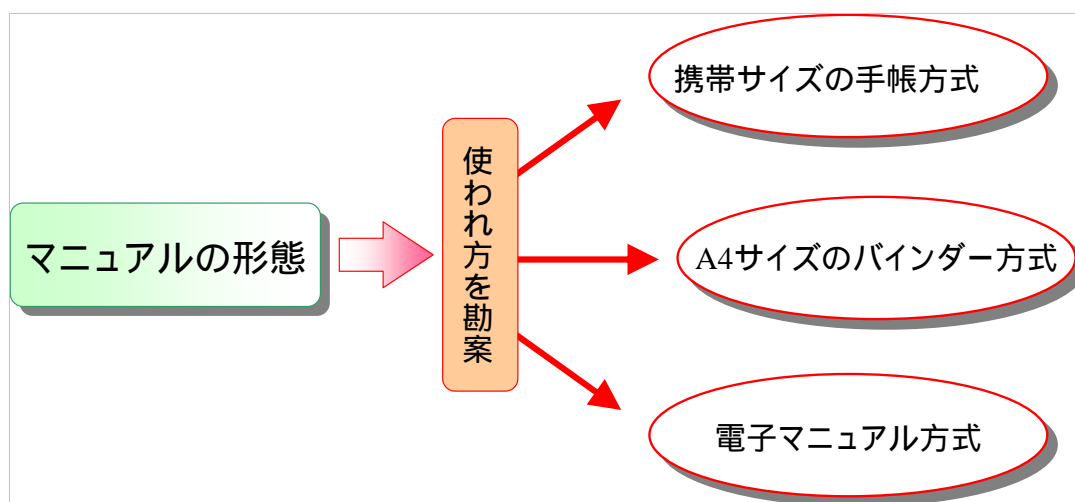 マニュアルの形態
使われ方を勘案
携帯サイズの手帳方式
A4サイズのバインダー方式
電子マニュアル方式